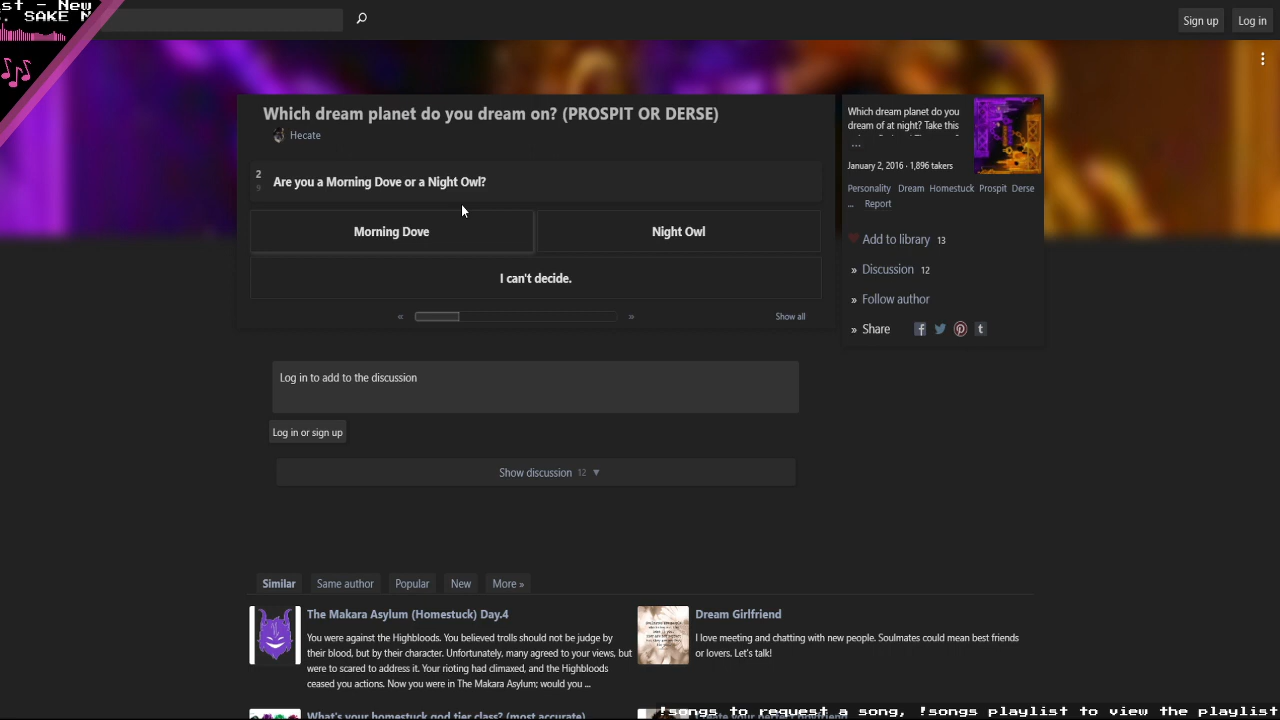 st - New
. SAKE N
Sign up
Log in
Which dream planet do you dream on? (PROSPIT OR DERSE)
Hecate
2
9
Are you a Morning Dove or a Night Owl?
Morning Dove
Night Owl
I can't decide.
«
»
Show all
Which dream planet do you
dream of at night? Take this
...
January 2, 2016 · 1,896 takers
Personality Dream Homestuck Prospit Derse
... Report
Add to library 13
» Discussion 12
» Follow author
» Share
Log in to add to the discussion
Log in or sign up
Show discussion 12 ▼
Similar
Same author
Popular
New
More »
The Makara Asylum (Homestuck) Day.4
You were against the Highbloods. You believed trolls should not be judge by
their blood, but by their character. Unfortunately, many agreed to your views, but
were to scared to address it. Your rioting had climaxed, and the Highbloods
ceased you actions. Now you were in The Makara Asylum; would you ...
Dream Girlfriend
I love meeting and chatting with new people. Soulmates could mean best friends
or lovers. Let's talk!
What's your homestuck god tier class? (most accurate)
Create your perfect boyfriend
!songs to request a song, !songs playlist to view the playlist